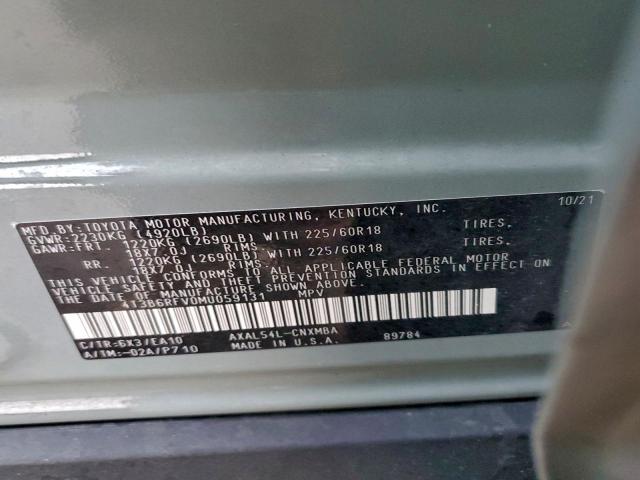 MFD.BY:TOYOTA MOTOR MANUFACTURING, KENTUCKY, INC. 10/21
GVWR:2230KG (4920LB)
GAWR:FRT. 1220KG (2690LB) WITH 225/60R18 TIRES,
18X7.0J RIMS
RR. 1220KG (2690LB) WITH 225/60R18 TIRES,
18X7.0J RIMS
THIS VEHICLE CONFORMS TO ALL APPLICABLE FEDERAL MOTOR
VEHICLE SAFETY AND THEFT PREVENTION STANDARDS IN EFFECT ON
THE DATE OF MANUFACTURE SHOWN ABOVE.
4T3B6RFV0MU059131 MPV
C/TR:6X3/EA10 AXAL54L-CNXMBA 89784
A/TM:-02A/P710 MADE IN U.S.A.